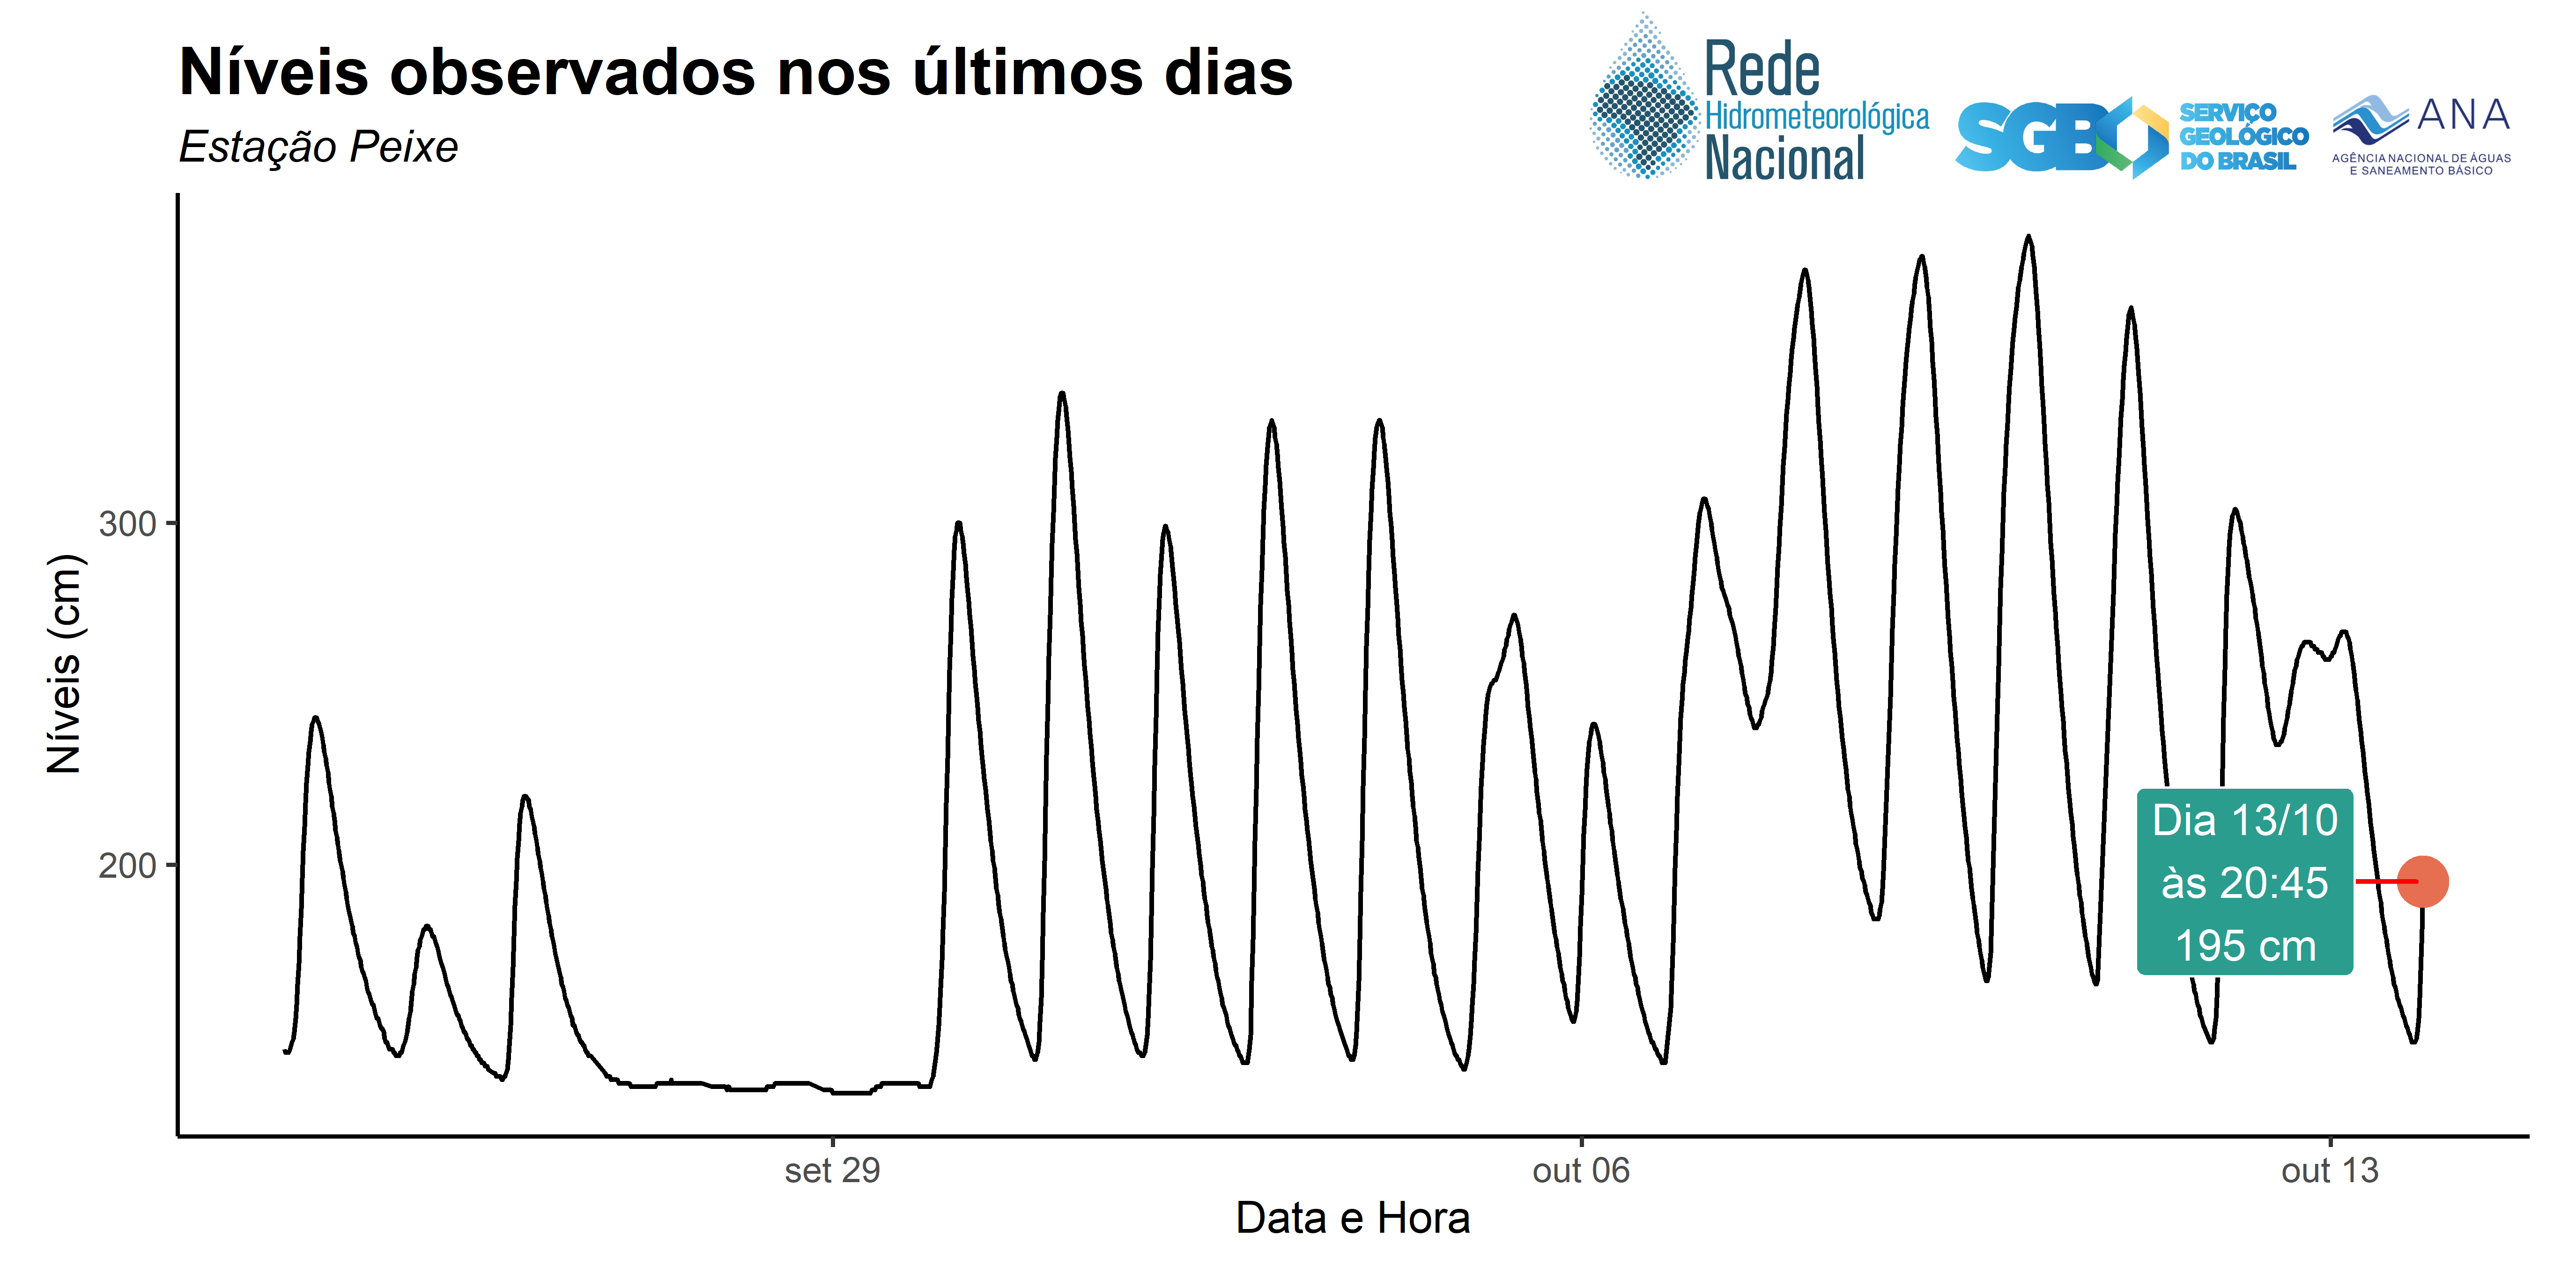 Níveis observados nos últimos dias
Estação Peixe
Rede
Hidrometeorológica
Nacional
SGB
SERVIÇO
GEOLÓGICO
DO BRASIL
ANA
AGÊNCIA NACIONAL DE ÁGUAS
E SANEAMENTO BÁSICO
Níveis (cm)
300
200
Dia 13/10
às 20:45
195 cm
set 29
out 06
out 13
Data e Hora